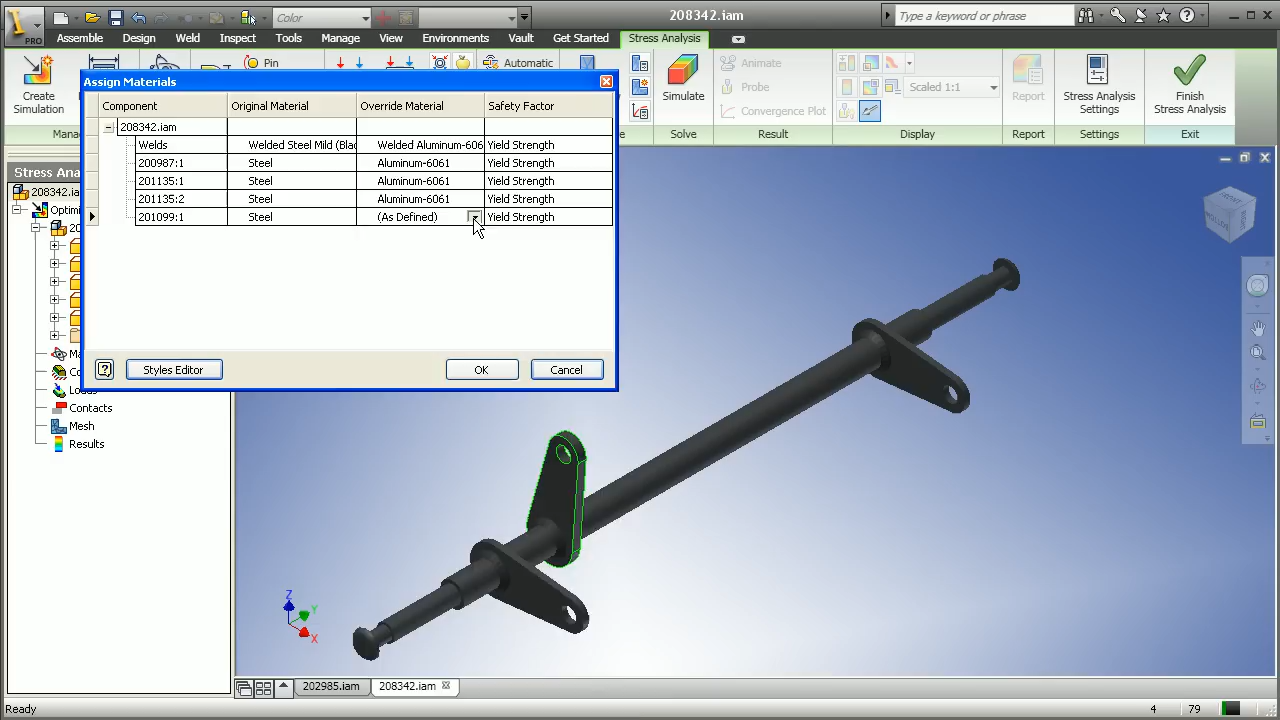 Color
208342.iam
Type a keyword or phrase
PRO
Assemble
Design
Weld
Inspect
Tools
Manage
View
Environments
Vault
Get Started
Stress Analysis
Create
Simulation
Pin
Automatic
Simulate
Animate
Probe
Convergence Plot
Scaled 1:1
Report
Stress Analysis
Settings
Finish
Stress Analysis
Solve
Result
Display
Report
Settings
Exit
Assign Materials
Component
Original Material
Override Material
Safety Factor
208342.iam
Welds
Welded Steel Mild (Blac
Welded Aluminum-606
Yield Strength
200987:1
Steel
Aluminum-6061
Yield Strength
201135:1
Steel
Aluminum-6061
Yield Strength
201135:2
Steel
Aluminum-6061
Yield Strength
201099:1
Steel
(As Defined)
Yield Strength
Styles Editor
OK
Cancel
Stress Ana
208342.ia
Optimi
Contacts
Mesh
Results
BOTTOM
Z
Y
X
202985.iam
208342.iam
Ready
4
79